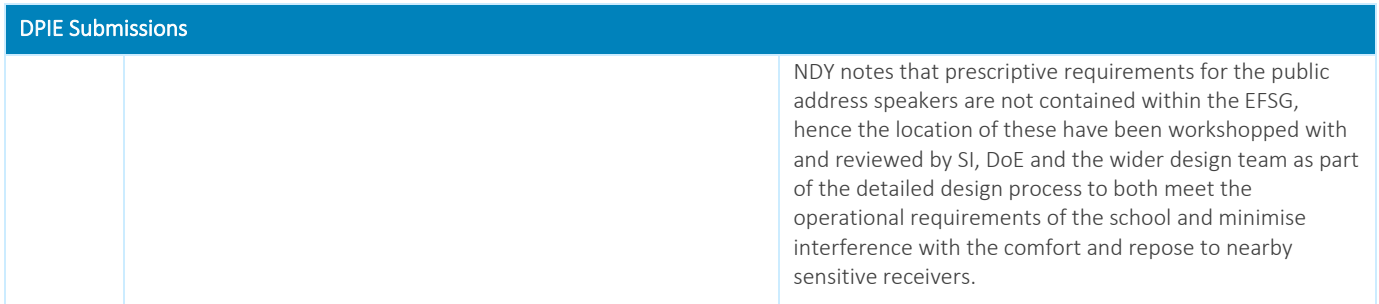 DPIE Submissions
NDY notes that prescriptive requirements for the public
address speakers are not contained within the EFSG,
hence the location of these have been workshopped with
and reviewed by SI, DoE and the wider design team as part
of the detailed design process to both meet the
operational requirements of the school and minimise
interference with the comfort and repose to nearby
sensitive receivers.